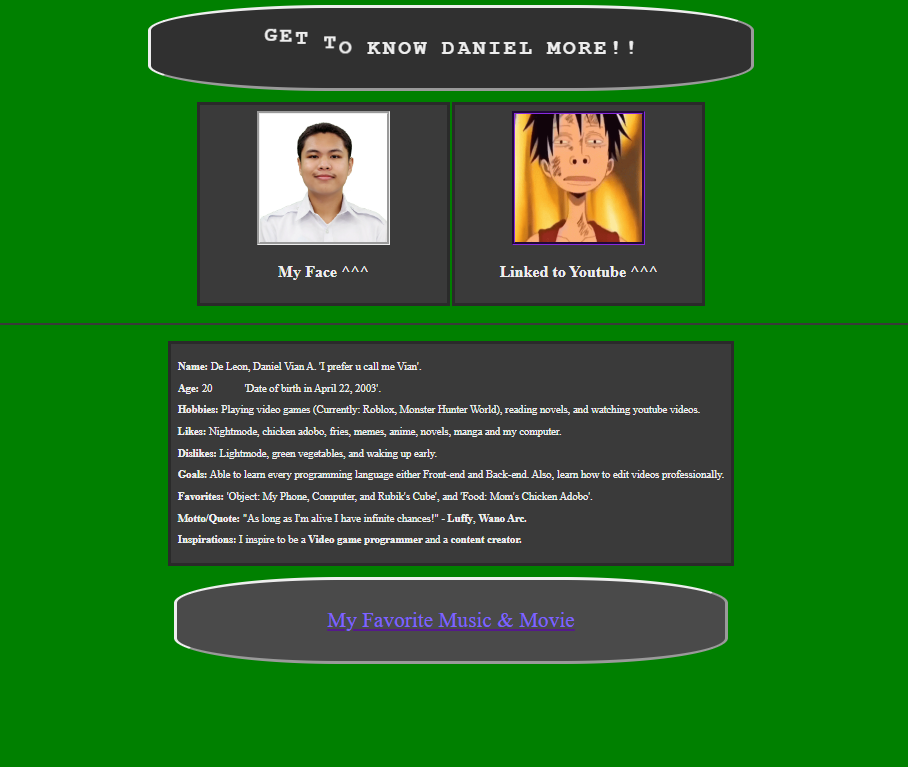 GET TO KNOW DANIEL MORE!!
My Face ^^^
Linked to Youtube ^^^
Name: De Leon, Daniel Vian A. 'I prefer u call me Vian'.
Age: 20 'Date of birth in April 22, 2003'.
Hobbies: Playing video games (Currently: Roblox, Monster Hunter World), reading novels, and watching youtube videos.
Likes: Nightmode, chicken adobo, fries, memes, anime, novels, manga and my computer.
Dislikes: Lightmode, green vegetables, and waking up early.
Goals: Able to learn every programming language either Front-end and Back-end. Also, learn how to edit videos professionally.
Favorites: 'Object: My Phone, Computer, and Rubik's Cube', and 'Food: Mom's Chicken Adobo'.
Motto/Quote: "As long as I'm alive I have infinite chances!" - Luffy, Wano Arc.
Inspirations: I inspire to be a Video game programmer and a content creator.
My Favorite Music & Movie